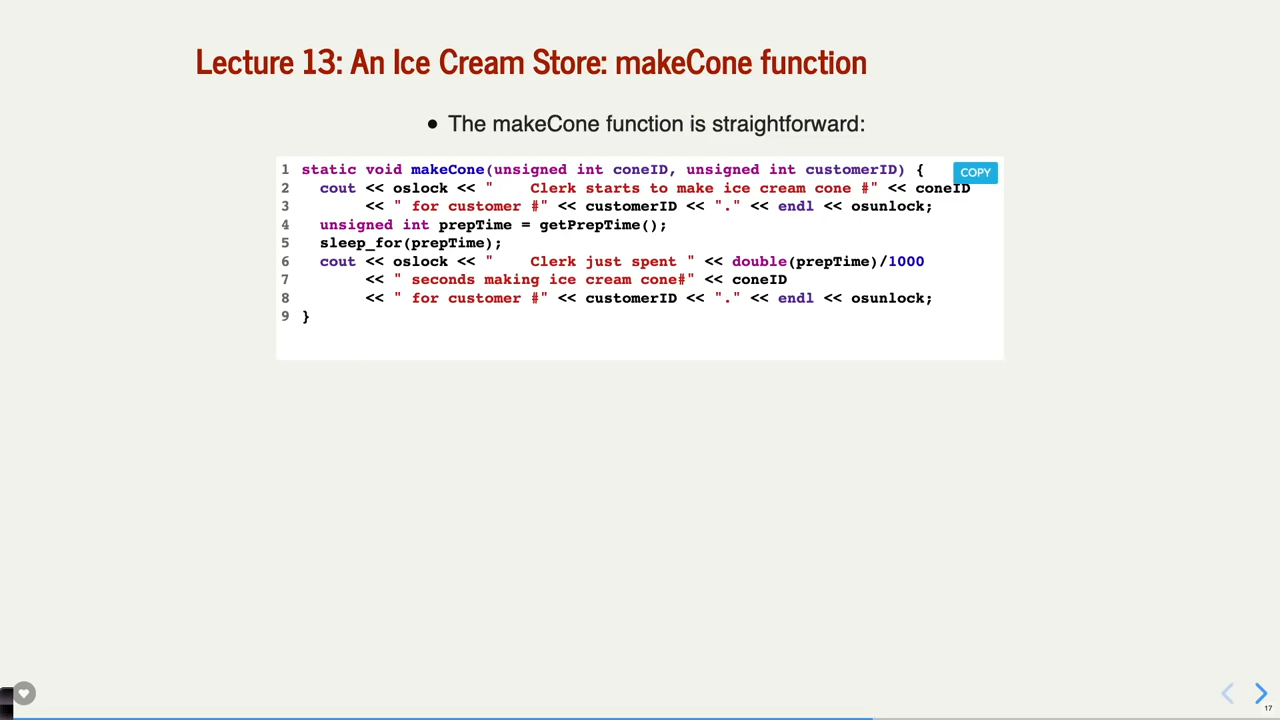 Lecture 13: An Ice Cream Store: makeCone function
• The makeCone function is straightforward:
COPY
1 static void makeCone(unsigned int coneID, unsigned int customerID) {
2   cout << oslock << "    Clerk starts to make ice cream cone #" << coneID
3        << " for customer #" << customerID << "." << endl << osunlock;
4   unsigned int prepTime = getPrepTime();
5   sleep_for(prepTime);
6   cout << oslock << "    Clerk just spent " << double(prepTime)/1000
7        << " seconds making ice cream cone#" << coneID
8        << " for customer #" << customerID << "." << endl << osunlock;
9 }
17